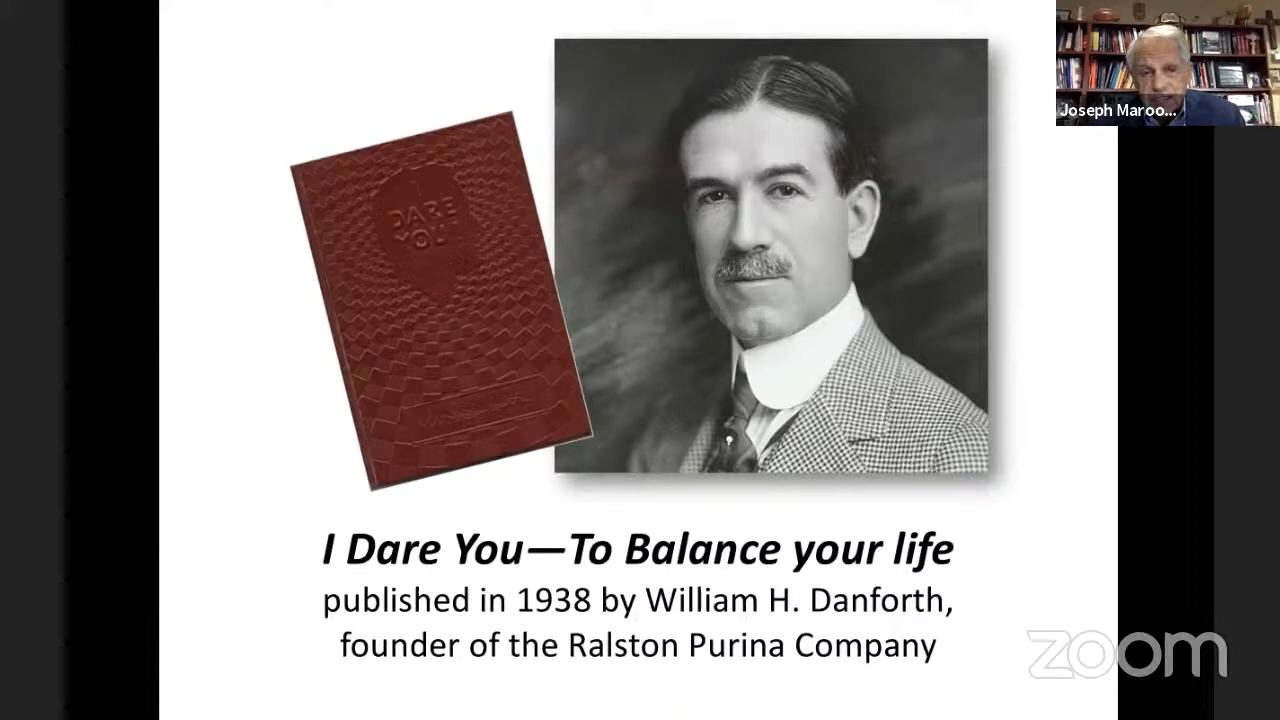 Joseph Maroo...
DARE
YOU
I Dare You—To Balance your life
published in 1938 by William H. Danforth,
founder of the Ralston Purina Company
zoom